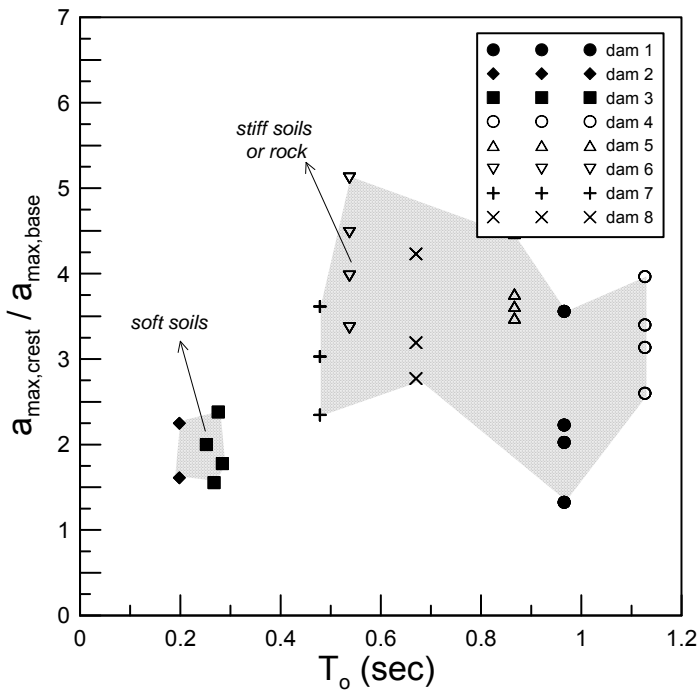 7
6
5
4
3
2
1
0
a_max,crest / a_max,base
0
0.2
0.4
0.6
0.8
1
1.2
T_o (sec)
stiff soils
or rock
soft soils
dam 1
dam 2
dam 3
dam 4
dam 5
dam 6
dam 7
dam 8